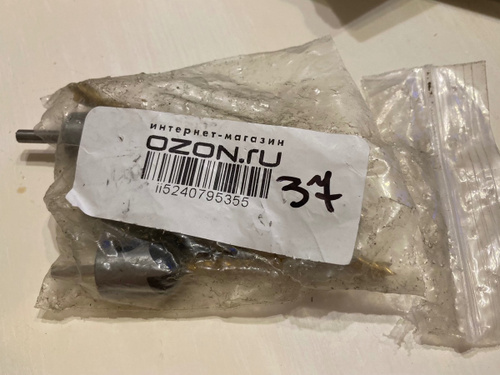 интернет-магазин
OZON.ru
ii5240795355
37